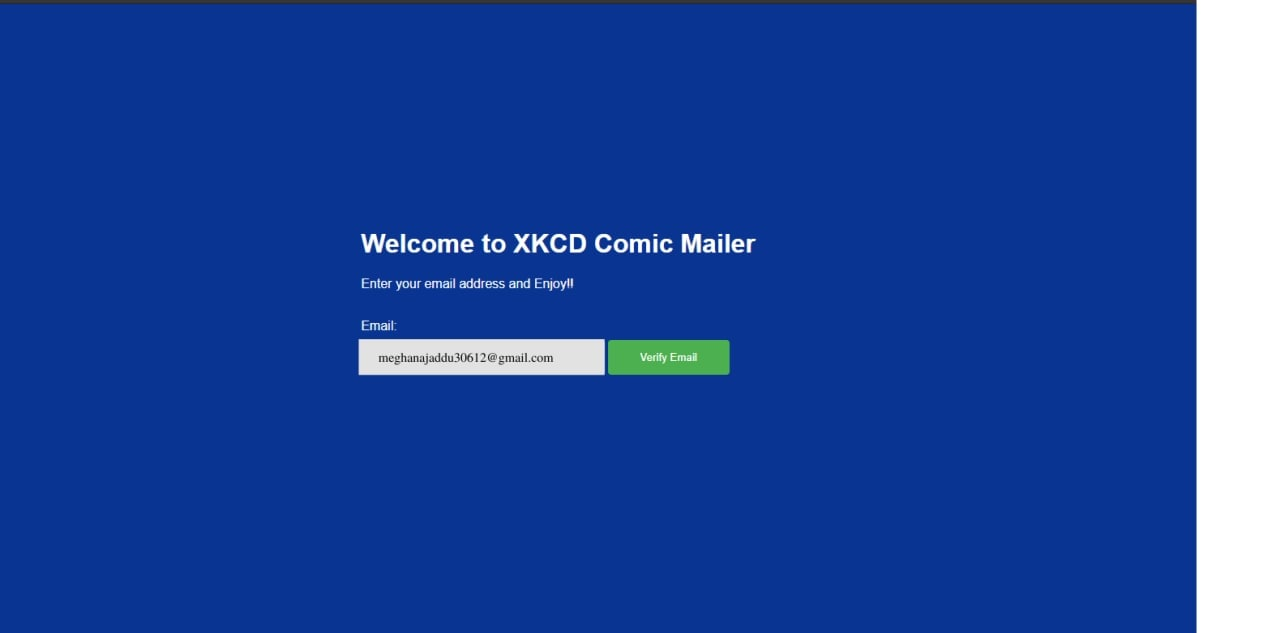 Welcome to XKCD Comic Mailer
Enter your email address and Enjoy!!
Email:
meghanajaddu30612@gmail.com
Verify Email